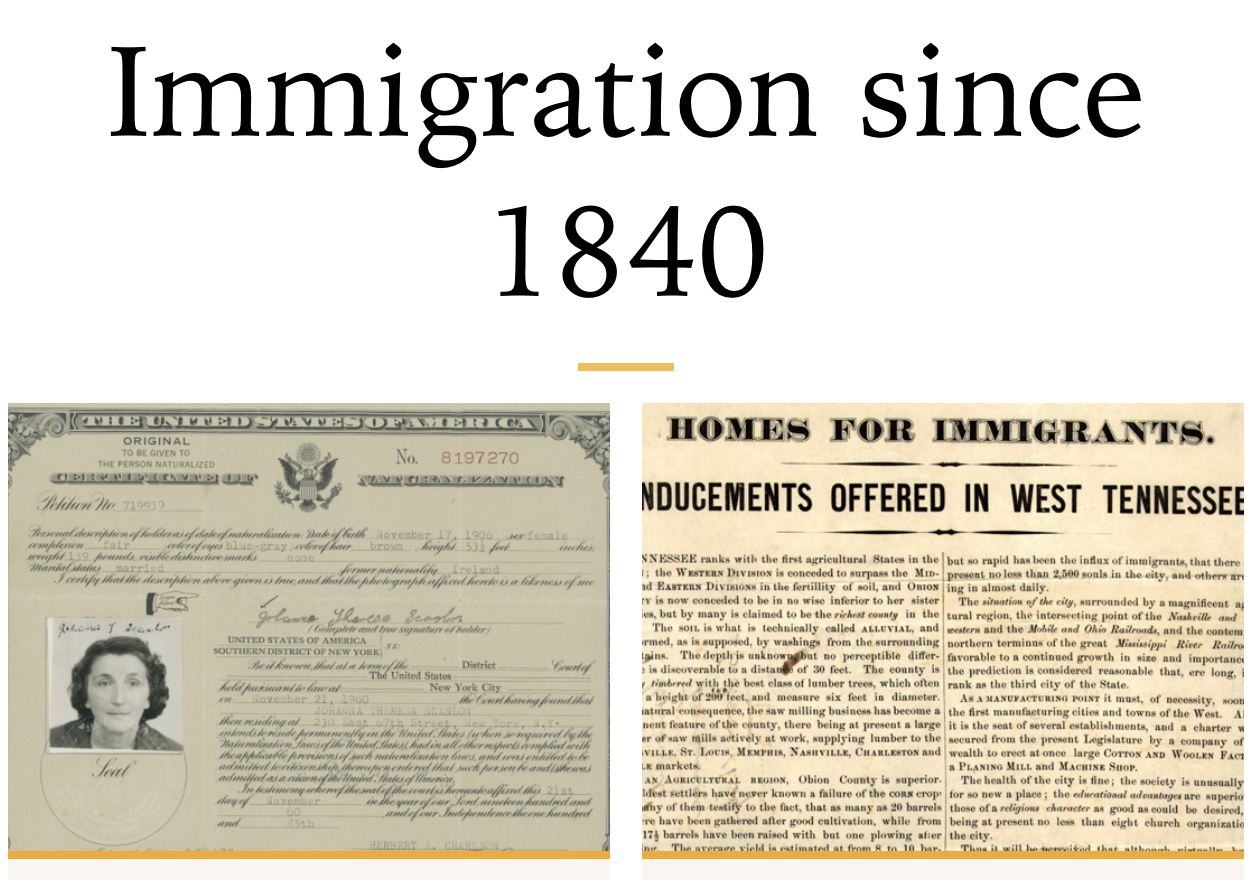 Immigration since
1840
THE UNITED STATES OF AMERICA
ORIGINAL
TO BE GIVEN TO
THE PERSON NATURALIZED
No. 8197270
CERTIFICATE OF NATURALIZATION
Petition No. 719939
Personal description of holder as of date of naturalization: Date of birth November 17, 1906 sex female
complexion fair color of eyes blue-gray color of hair brown height 5 3½ feet inches
weight 139 pounds, visible distinctive marks none
Marital status married former nationality Ireland
I certify that the description above given is true, and that the photograph affixed hereto is a likeness of me.
Johanna T Scanlon
Johanna Theresa Scanlon
(Complete and true signature of holder)
UNITED STATES OF AMERICA
SOUTHERN DISTRICT OF NEW YORK ss:
Be it known, that at a term of the District Court of
The United States
held pursuant to law at New York City
on November 21, 1960 the Court having found that
JOHANNA THERESA SCANLON
then residing at 230 East 67th Street, New York, N.Y.
intends to reside permanently in the United States (when so required by the
Naturalization Laws of the United States), had in all other respects complied with
the applicable provisions of such naturalization laws, and was entitled to be
admitted to citizenship, thereupon ordered that such person be and (s)he was
admitted as a citizen of the United States of America.
Seal
In testimony whereof the seal of the court is hereunto affixed this 21st
day of November in the year of our Lord nineteen hundred and
60 and of our Independence the one hundred
and 85th
HERBERT A. CHARLSON
HOMES FOR IMMIGRANTS.
NDUCEMENTS OFFERED IN WEST TENNESSEE
NNESSEE ranks with the first agricultural States in the
; the WESTERN DIVISION is conceded to surpass the MID-
d EASTERN DIVISIONS in the fertillity of soil, and OBION
ry is now conceded to be in no wise inferior to her sister
es, but by many is claimed to be the richest county in the
The SOIL is what is technically called ALLUVIAL, and
ormed, as is supposed, by washings from the surrounding
tains. The depth is unknown, but no perceptible differ-
is discoverable to a distance of 30 feet. The county is
y timbered with the best class of lumber trees, which often
a height of 200 feet, and measure six feet in diameter.
atural consequence, the saw milling business has become a
nent feature of the county, there being at present a large
er of saw mills actively at work, supplying lumber to the
VILLE, ST. LOUIS, MEMPHIS, NASHVILLE, CHARLESTON and
E markets.
AN AGRICULTURAL REGION, Obion County is superior.
ldest settlers have never known a failure of the CORN crop
any of them testify to the fact, that as many as 20 barrels
re have been gathered after good cultivation, while from
17½ barrels have been raised with but one plowing after
ng. The average yield is estimated at from 8 to 10 bar-
but so rapid has been the influx of immigrants, that there
present no less than 2,500 souls in the city, and others are
ing in almost daily.
The situation of the city, surrounded by a magnificent ag
tural region, the intersecting point of the Nashville and
western and the Mobile and Ohio Railroads, and the contem
northern terminus of the great Mississippi River Railro
favorable to a continued growth in size and importance
the prediction is considered reasonable that, ere long, i
rank as the third city of the State.
AS A MANUFACTURING POINT it must, of necessity, soon
the first manufacturing cities and towns of the West. Al
it is the seat of several establishments, and a charter w
secured from the present Legislature by a company of
wealth to erect at once large COTTON AND WOOLEN FACT
a PLANING MILL and MACHINE SHOP.
The health of the city is fine; the society is unusually
for so new a place; the educational advantages are superio
those of a religious character as good as could be desired,
being at present no less than eight church organizatio
the city.
Thus it will be perceived that although virtually